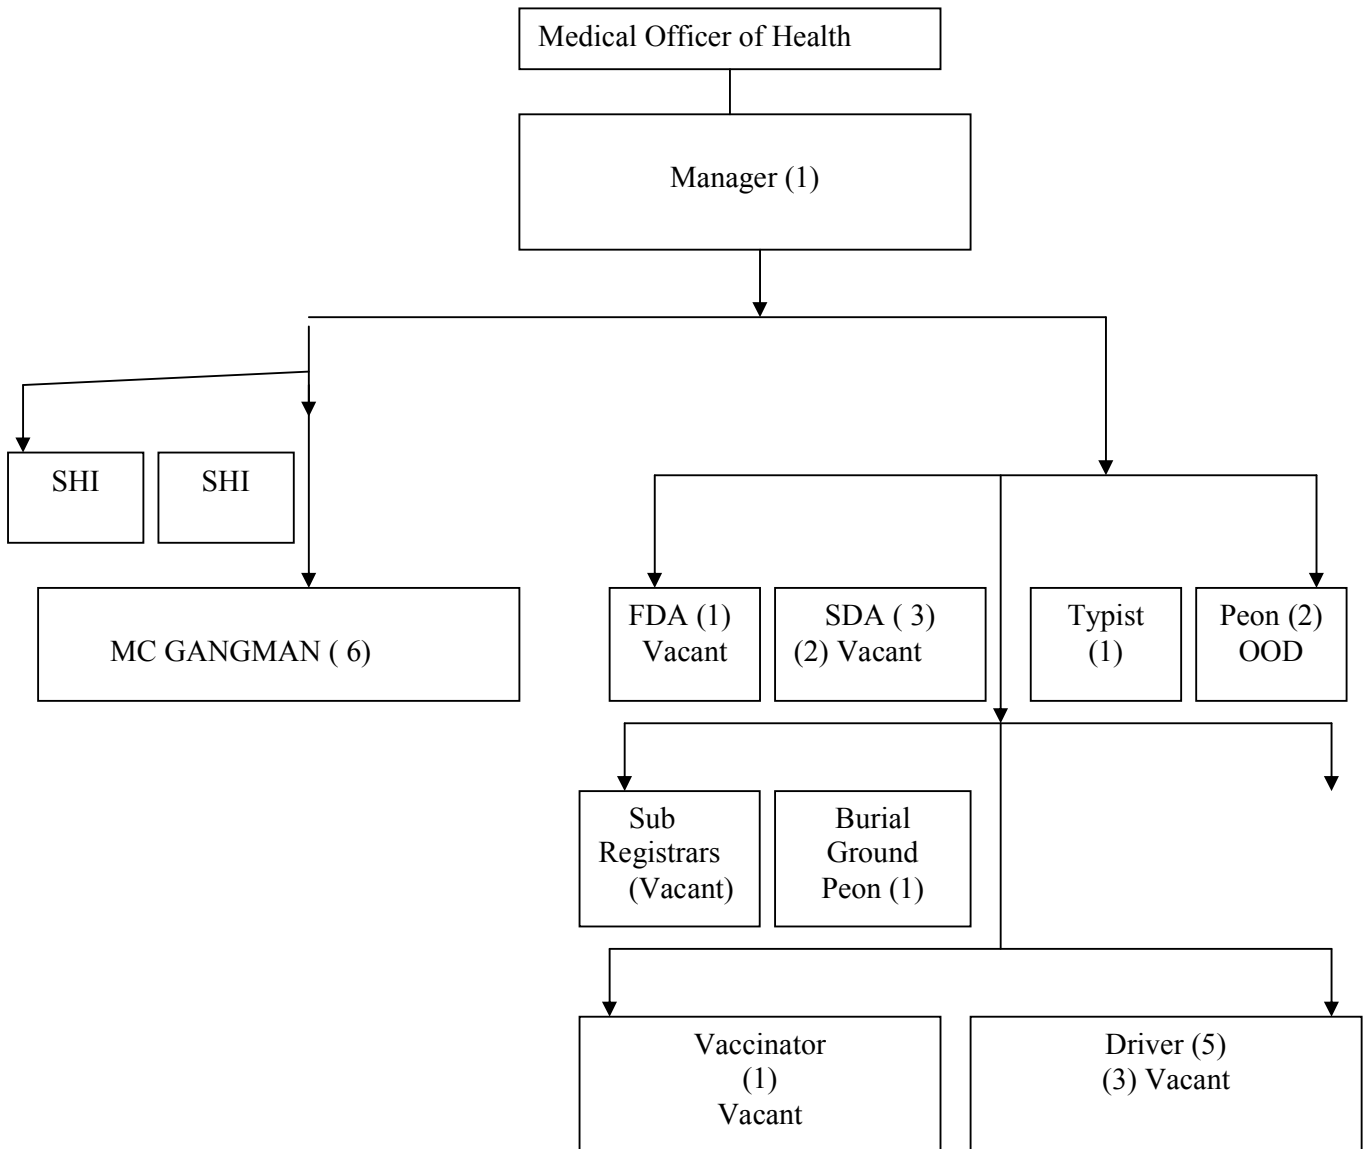 Medical Officer of Health
Manager (1)
SHI
SHI
MC GANGMAN ( 6)
FDA (1)
Vacant
SDA ( 3)
(2) Vacant
Typist
(1)
Peon (2)
OOD
Sub
Registrars
(Vacant)
Burial
Ground
Peon (1)
Vaccinator
(1)
Vacant
Driver (5)
(3) Vacant